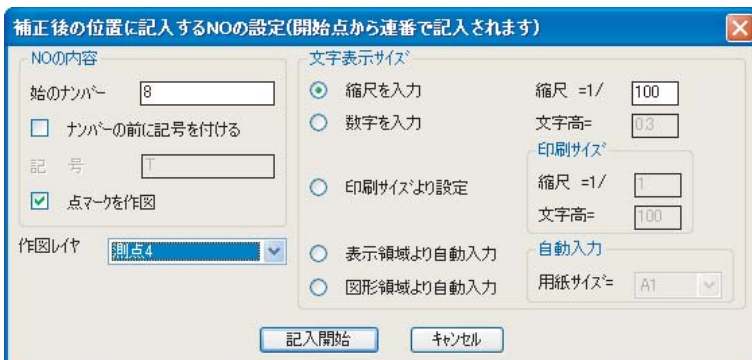 補正後の位置に記入するNOの設定(開始点から連番で記入されます)
NOの内容
始のナンバー 8
ナンバーの前に記号を付ける
記 号 T
点マークを作図
作図レイヤ 測点4
文字表示サイズ
縮尺を入力 縮尺 =1/ 100
数字を入力 文字高= 0.3
印刷サイズ
印刷サイズより設定 縮尺 =1/ 1
文字高= 100
表示領域より自動入力 自動入力
図形領域より自動入力 用紙サイズ= A1
記入開始 キャンセル